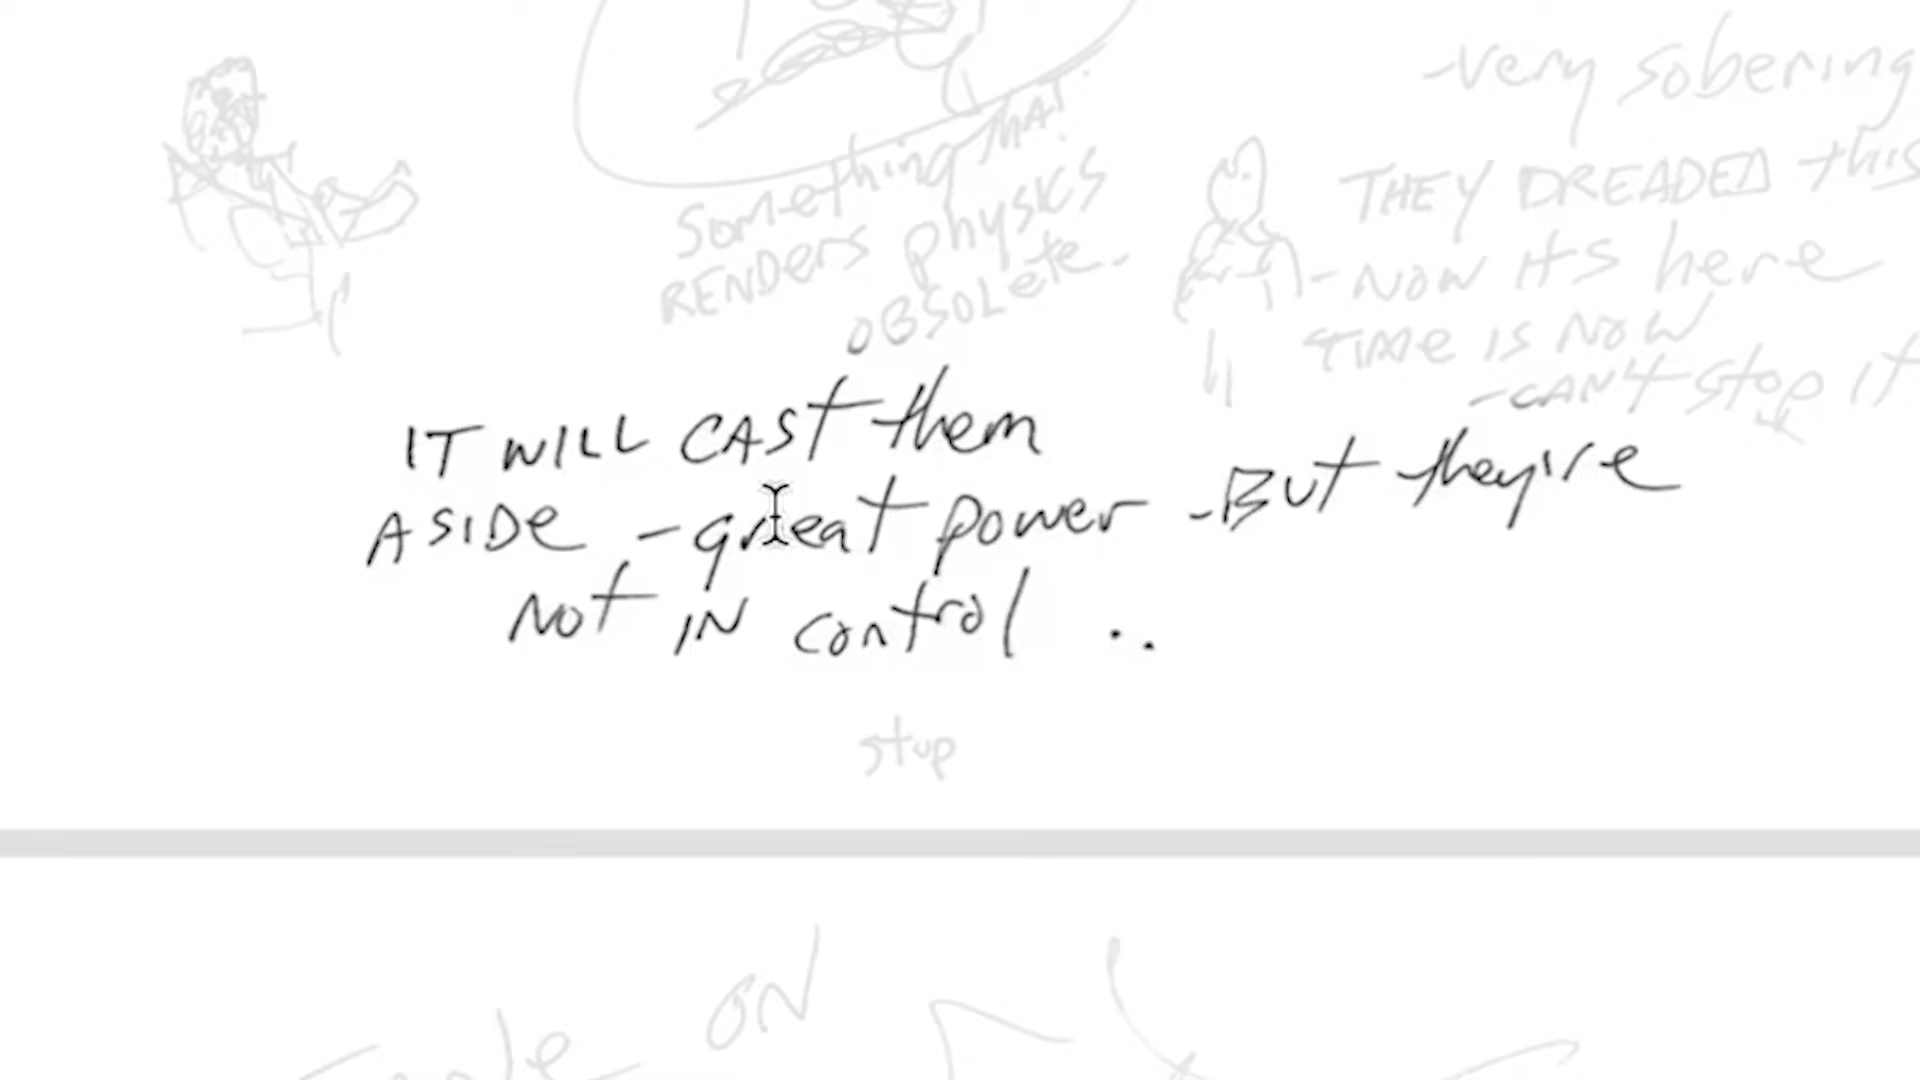 -very sobering
Something that
RENDers physics
OBSOLete.
THEY DREADED this
-NOW ITS here
TIME IS NOW
-CAN'T stop it
IT WILL CAST them
ASIDE - great power - But they're
NOT IN control ..
stop
ON